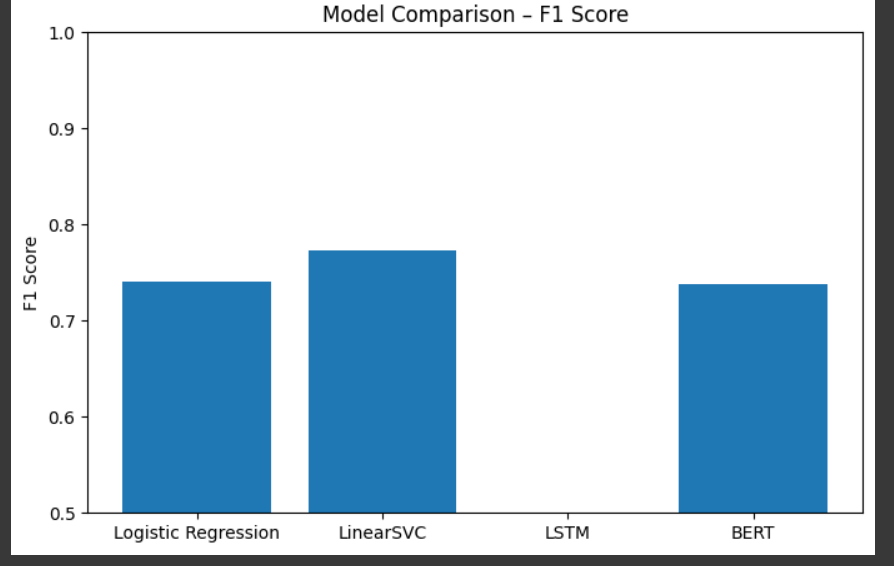 Model Comparison – F1 Score
1.0
0.9
0.8
0.7
0.6
0.5
F1 Score
Logistic Regression LinearSVC LSTM BERT